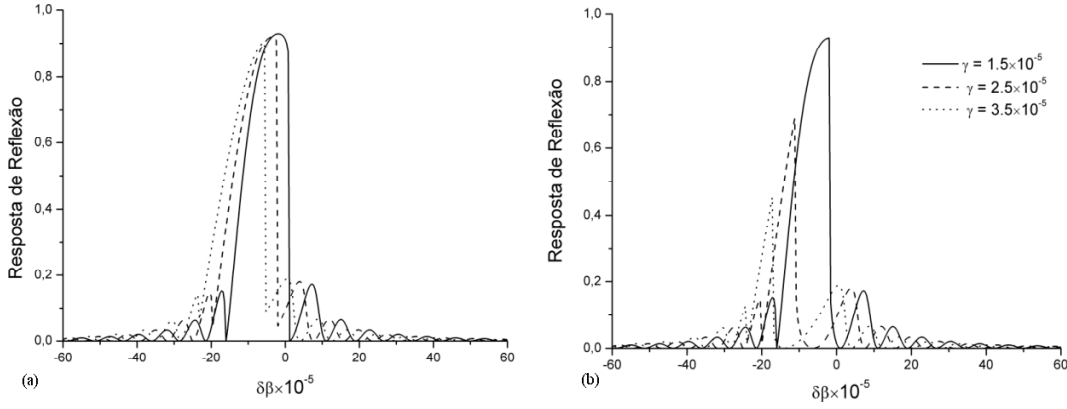 Resposta de Reflexão
1,0
0,8
0,6
0,4
0,2
0,0
-60 -40 -20 0 20 40 60
(a)
δβ×10⁻⁵
Resposta de Reflexão
1,0
0,8
0,6
0,4
0,2
0,0
γ = 1.5×10⁻⁵
γ = 2.5×10⁻⁵
γ = 3.5×10⁻⁵
-60 -40 -20 0 20 40 60
(b)
δβ×10⁻⁵